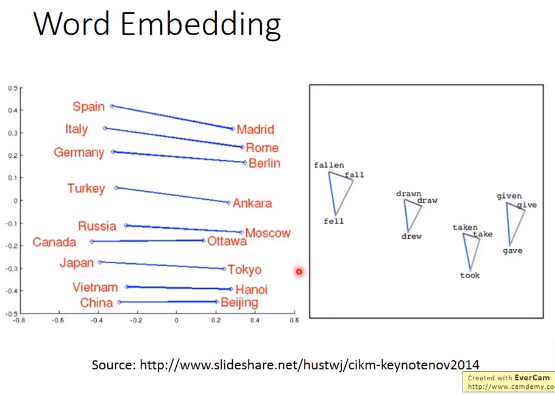 Word Embedding
0.5
0.4
0.3
0.2
0.1
0
-0.1
-0.2
-0.3
-0.4
-0.5
-0.8
-0.6
-0.4
-0.2
0
0.2
0.4
0.6
Spain
Madrid
Italy
Rome
Germany
Berlin
Turkey
Ankara
Russia
Moscow
Canada
Ottawa
Japan
Tokyo
Vietnam
Hanoi
China
Beijing
fallen
fall
fell
drawn
draw
drew
taken
take
took
given
give
gave
Source: http://www.slideshare.net/hustwj/cikm-keynotenov2014
Created with EverCam
http://www.camdemy.co